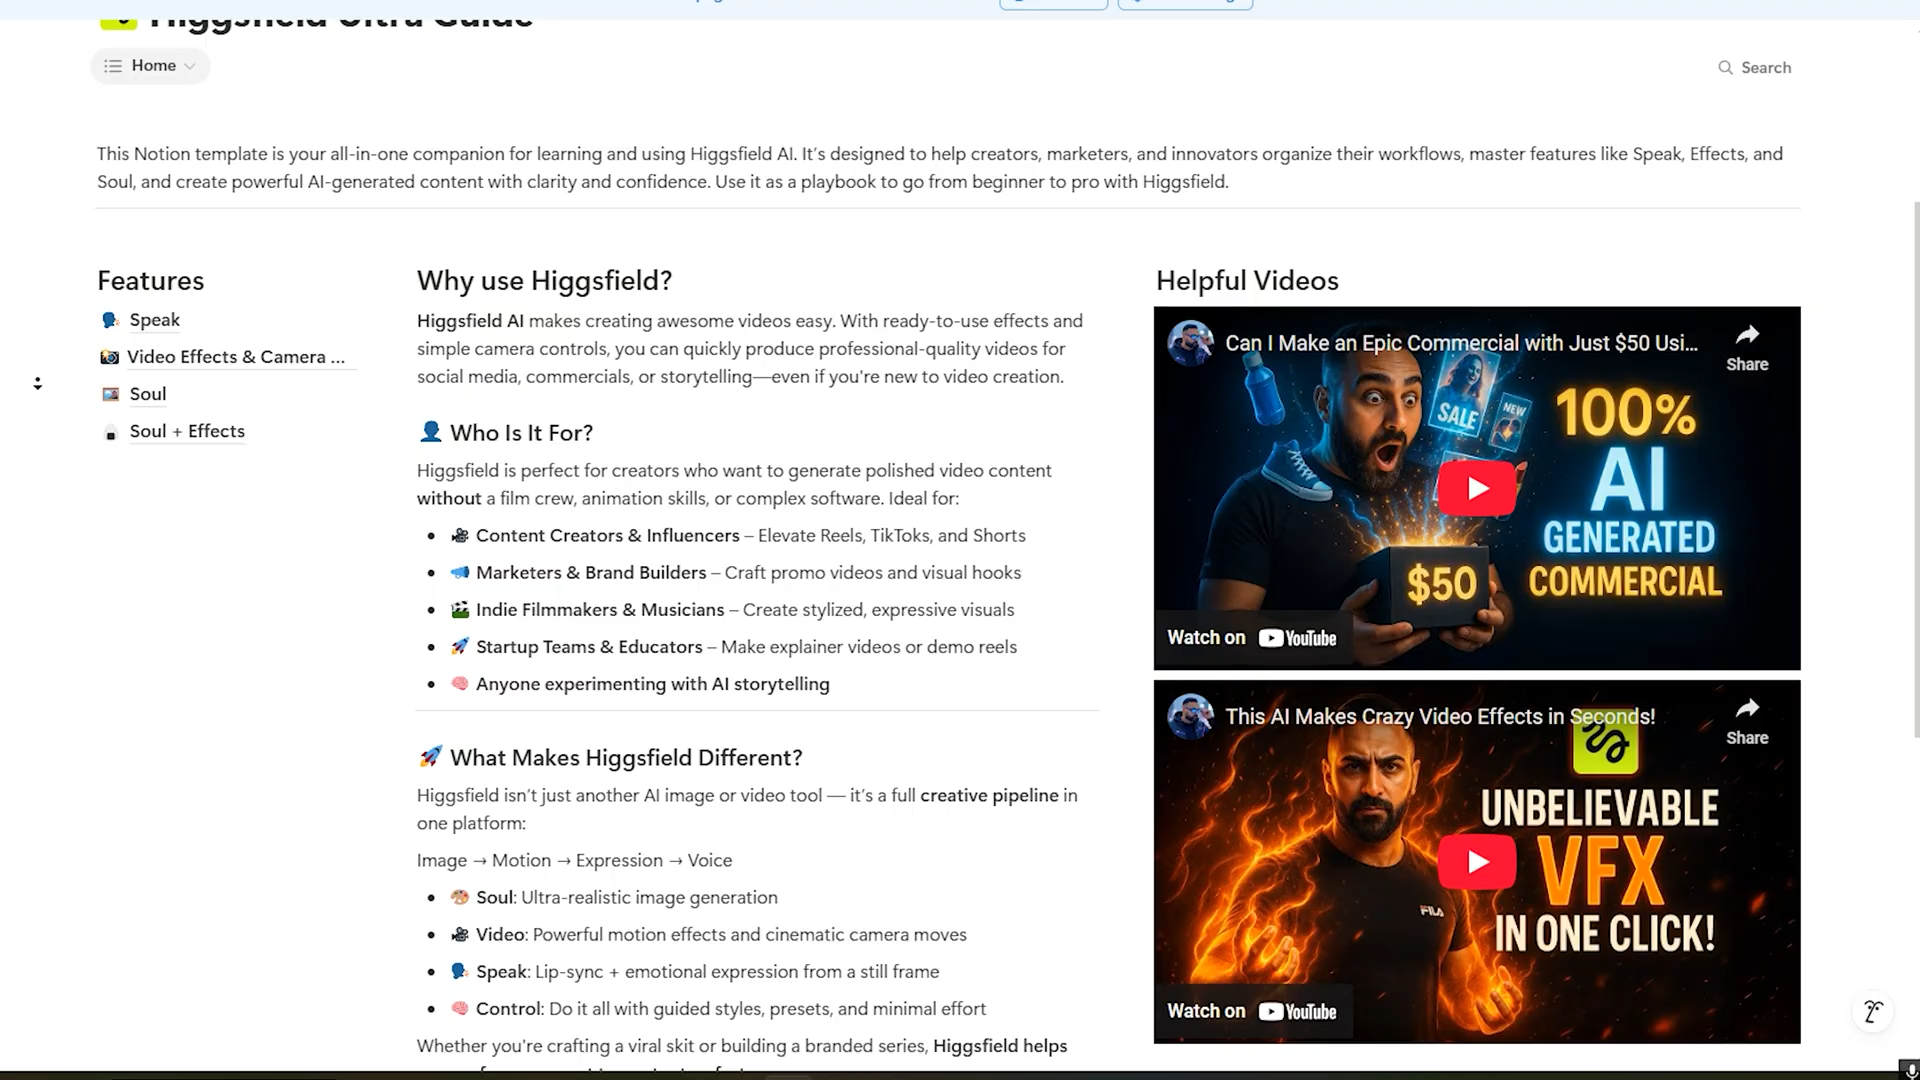 Higgsfield Ultra Guide
Home
Search
This Notion template is your all-in-one companion for learning and using Higgsfield AI. It's designed to help creators, marketers, and innovators organize their workflows, master features like Speak, Effects, and
Soul, and create powerful AI-generated content with clarity and confidence. Use it as a playbook to go from beginner to pro with Higgsfield.
Features
Speak
Video Effects & Camera ...
Soul
Soul + Effects
Why use Higgsfield?
Higgsfield AI makes creating awesome videos easy. With ready-to-use effects and
simple camera controls, you can quickly produce professional-quality videos for
social media, commercials, or storytelling—even if you're new to video creation.
Who Is It For?
Higgsfield is perfect for creators who want to generate polished video content
without a film crew, animation skills, or complex software. Ideal for:
Content Creators & Influencers – Elevate Reels, TikToks, and Shorts
Marketers & Brand Builders – Craft promo videos and visual hooks
Indie Filmmakers & Musicians – Create stylized, expressive visuals
Startup Teams & Educators – Make explainer videos or demo reels
Anyone experimenting with AI storytelling
What Makes Higgsfield Different?
Higgsfield isn't just another AI image or video tool — it's a full creative pipeline in
one platform:
Image → Motion → Expression → Voice
Soul: Ultra-realistic image generation
Video: Powerful motion effects and cinematic camera moves
Speak: Lip-sync + emotional expression from a still frame
Control: Do it all with guided styles, presets, and minimal effort
Whether you're crafting a viral skit or building a branded series, Higgsfield helps
Helpful Videos
Can I Make an Epic Commercial with Just $50 Usi...
Share
SALE
NEW
100%
AI
GENERATED
COMMERCIAL
$50
Watch on YouTube
This AI Makes Crazy Video Effects in Seconds!
Share
UNBELIEVABLE
VFX
IN ONE CLICK!
FILA
Watch on YouTube